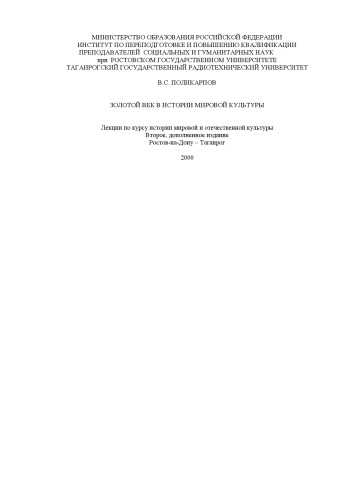 МИНИСТЕРСТВО ОБРАЗОВАНИЯ РОССИЙСКОЙ ФЕДЕРАЦИИ
ИНСТИТУТ ПО ПЕРЕПОДГОТОВКЕ И ПОВЫШЕНИЮ КВАЛИФИКАЦИИ
ПРЕПОДАВАТЕЛЕЙ СОЦИАЛЬНЫХ И ГУМАНИТАРНЫХ НАУК
при РОСТОВСКОМ ГОСУДАРСТВЕННОМ УНИВЕРСИТЕТЕ
ТАГАНРОГСКИЙ ГОСУДАРСТВЕННЫЙ РАДИОТЕХНИЧЕСКИЙ УНИВЕРСИТЕТ
В.С. ПОЛИКАРПОВ
ЗОЛОТОЙ ВЕК В ИСТОРИИ МИРОВОЙ КУЛЬТУРЫ
Лекции по курсу истории мировой и отечественной культуры
Второе, дополненное издание
Ростов-на-Дону – Таганрог
2000